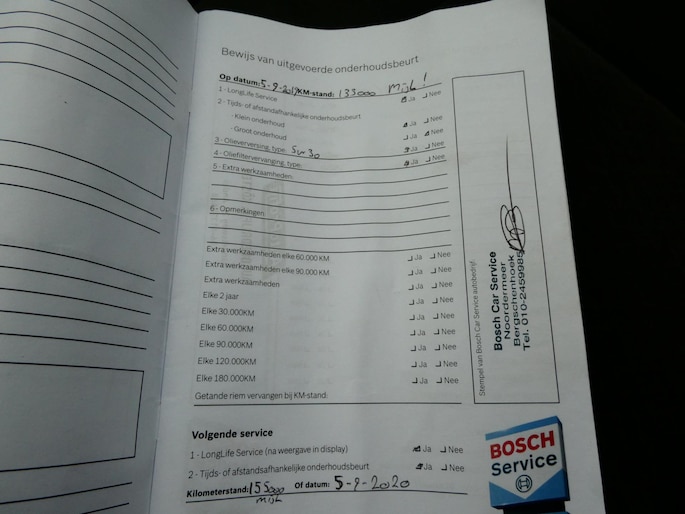 Bewijs van uitgevoerde onderhoudsbeurt
Op datum: 5-9-2019 KM-stand: 133000 Mijl!
1 - LongLife Service Ja Nee
2 - Tijds- of afstandafhankelijke onderhoudsbeurt
- Klein onderhoud Ja Nee
- Groot onderhoud Ja Nee
3 - Olieverversing, type: 5W30 Ja Nee
4 - Oliefiltervervanging, type: Ja Nee
5 - Extra werkzaamheden
6 - Opmerkingen
Extra werkzaamheden elke 60.000 KM Ja Nee
Extra werkzaamheden elke 90.000 KM Ja Nee
Extra werkzaamheden Ja Nee
Elke 2 jaar Ja Nee
Elke 30.000KM Ja Nee
Elke 60.000KM Ja Nee
Elke 90.000KM Ja Nee
Elke 120.000KM Ja Nee
Elke 180.000KM Ja Nee
Getande riem vervangen bij KM-stand:
Volgende service
1 - LongLife Service (na weergave in display) Ja Nee
2 - Tijds- of afstandsafhankelijke onderhoudsbeurt Ja Nee
Kilometerstand: 155000 Of datum: 5-9-2020
Mijl
Stempel van Bosch Car Service autobedrijf
Bosch Car Service
Noordermeer
Bergschenhoek
Tel. 010-2459985
BOSCH
Service